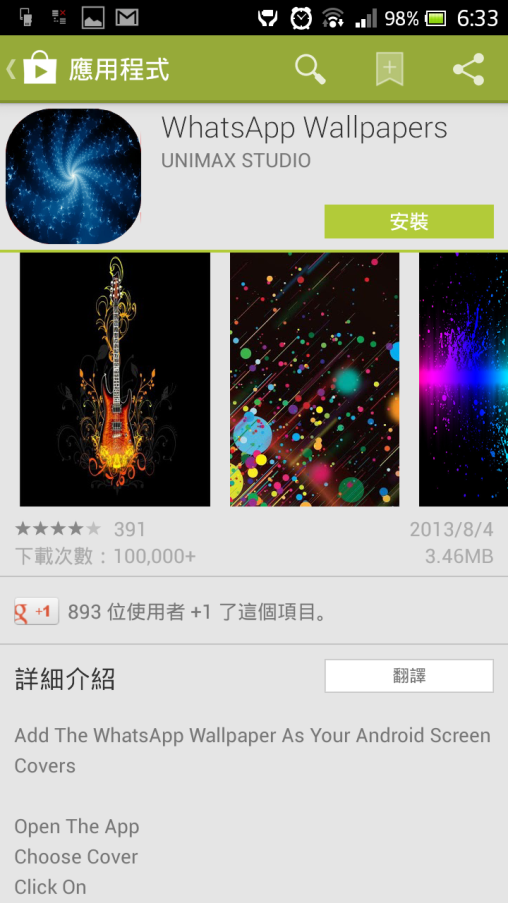 98% 6:33
應用程式
WhatsApp Wallpapers
UNIMAX STUDIO
安裝
391 2013/8/4
下載次數：100,000+ 3.46MB
g +1 893 位使用者 +1 了這個項目。
詳細介紹 翻譯
Add The WhatsApp Wallpaper As Your Android Screen
Covers
Open The App
Choose Cover
Click On